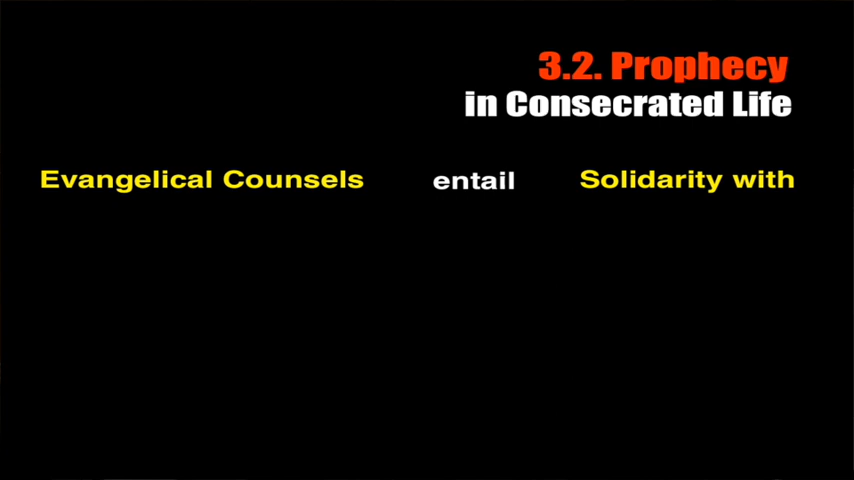 3.2. Prophecy
in Consecrated Life
Evangelical Counsels entail Solidarity with